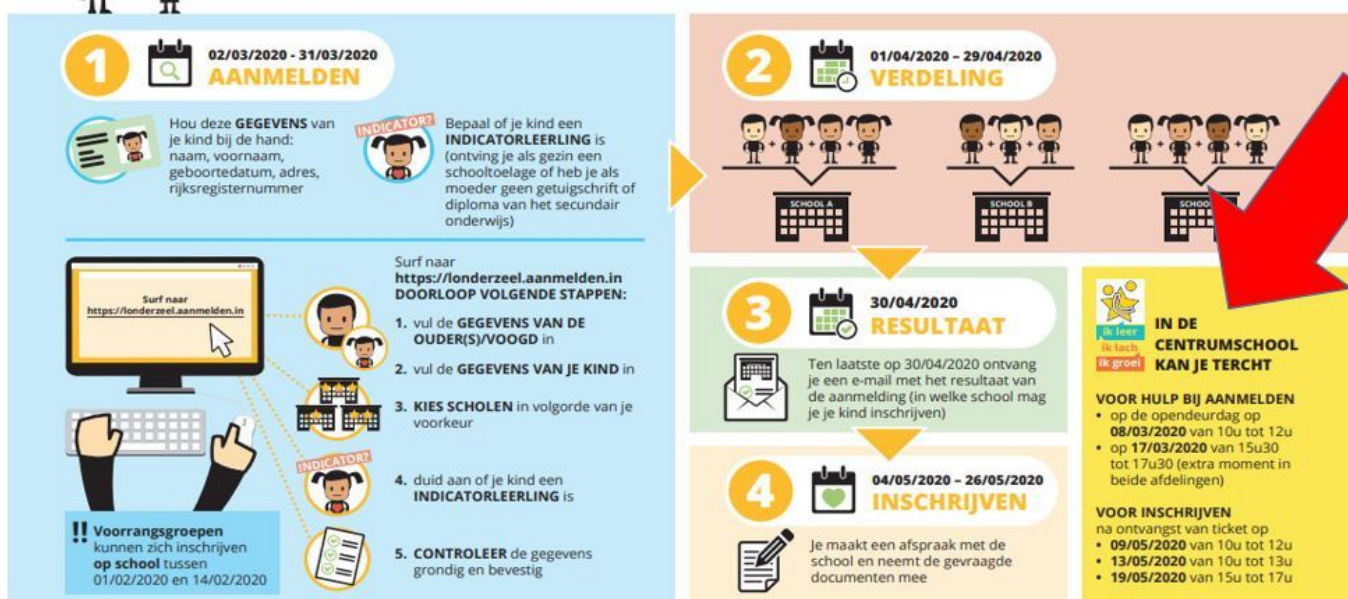 1
02/03/2020 - 31/03/2020
AANMELDEN
Hou deze GEGEVENS van
je kind bij de hand:
naam, voornaam,
geboortedatum, adres,
rijksregisternummer
INDICATOR?
Bepaal of je kind een
INDICATORLEERLING is
(ontving je als gezin een
schooltoelage of heb je als
moeder geen getuigschrift of
diploma van het secundair
onderwijs)
Surf naar
https://londerzeel.aanmelden.in
Surf naar
https://londerzeel.aanmelden.in
DOORLOOP VOLGENDE STAPPEN:
1. vul de GEGEVENS VAN DE
OUDER(S)/VOOGD in
2. vul de GEGEVENS VAN JE KIND in
3. KIES SCHOLEN in volgorde van je
voorkeur
INDICATOR?
4. duid aan of je kind een
INDICATORLEERLING is
5. CONTROLEER de gegevens
grondig en bevestig
!! Voorrangsgroepen
kunnen zich inschrijven
op school tussen
01/02/2020 en 14/02/2020
2
01/04/2020 – 29/04/2020
VERDELING
SCHOOL A
SCHOOL B
SCHOO
3
30/04/2020
RESULTAAT
Ten laatste op 30/04/2020 ontvang
je een e-mail met het resultaat van
de aanmelding (in welke school mag
je je kind inschrijven)
4
04/05/2020 – 26/05/2020
INSCHRIJVEN
Je maakt een afspraak met de
school en neemt de gevraagde
documenten mee
ik leer
ik lach
ik groei
IN DE
CENTRUMSCHOOL
KAN JE TERCHT
VOOR HULP BIJ AANMELDEN
• op de opendeurdag op
08/03/2020 van 10u tot 12u
• op 17/03/2020 van 15u30
tot 17u30 (extra moment in
beide afdelingen)
VOOR INSCHRIJVEN
na ontvangst van ticket op
• 09/05/2020 van 10u tot 12u
• 13/05/2020 van 10u tot 13u
• 19/05/2020 van 15u tot 17u